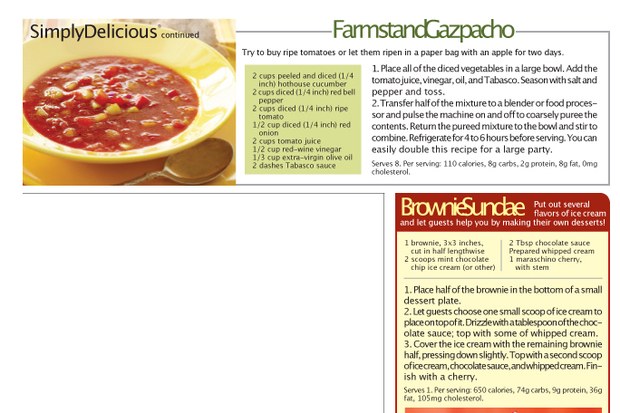 SimplyDelicious continued
FarmstandGazpacho
Try to buy ripe tomatoes or let them ripen in a paper bag with an apple for two days.
2 cups peeled and diced (1/4
inch) hothouse cucumber
2 cups diced (1/4 inch) red bell
pepper
2 cups diced (1/4 inch) ripe
tomato
1/2 cup diced (1/4 inch) red
onion
2 cups tomato juice
1/2 cup red-wine vinegar
1/3 cup extra-virgin olive oil
2 dashes Tabasco sauce
1. Place all of the diced vegetables in a large bowl. Add the
tomato juice, vinegar, oil, and Tabasco. Season with salt and
pepper and toss.
2. Transfer half of the mixture to a blender or food proces-
sor and pulse the machine on and off to coarsely puree the
contents. Return the pureed mixture to the bowl and stir to
combine. Refrigerate for 4 to 6 hours before serving. You can
easily double this recipe for a large party.
Serves 8. Per serving: 110 calories, 8g carbs, 2g protein, 8g fat, 0mg
cholesterol.
BrownieSundae
Put out several
flavors of ice cream
and let guests help you by making their own desserts!
1 brownie, 3x3 inches,
cut in half lengthwise
2 scoops mint chocolate
chip ice cream (or other)
2 Tbsp chocolate sauce
Prepared whipped cream
1 maraschino cherry,
with stem
1. Place half of the brownie in the bottom of a small
dessert plate.
2. Let guests choose one small scoop of ice cream to
place on top of it. Drizzle with a tablespoon of the choc-
olate sauce; top with some of whipped cream.
3. Cover the ice cream with the remaining brownie
half, pressing down slightly. Top with a second scoop
of ice cream, chocolate sauce, and whipped cream. Fin-
ish with a cherry.
Serves 1. Per serving: 650 calories, 74g carbs, 9g protein, 36g
fat, 105mg cholesterol.